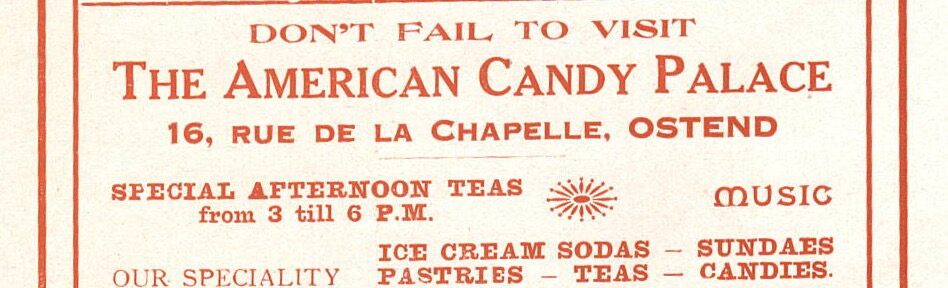 DON'T FAIL TO VISIT
THE AMERICAN CANDY PALACE
16, RUE DE LA CHAPELLE, OSTEND
SPECIAL AFTERNOON TEAS
from 3 till 6 P.M.
MUSIC
OUR SPECIALITY
ICE CREAM SODAS – SUNDAES
PASTRIES – TEAS – CANDIES.